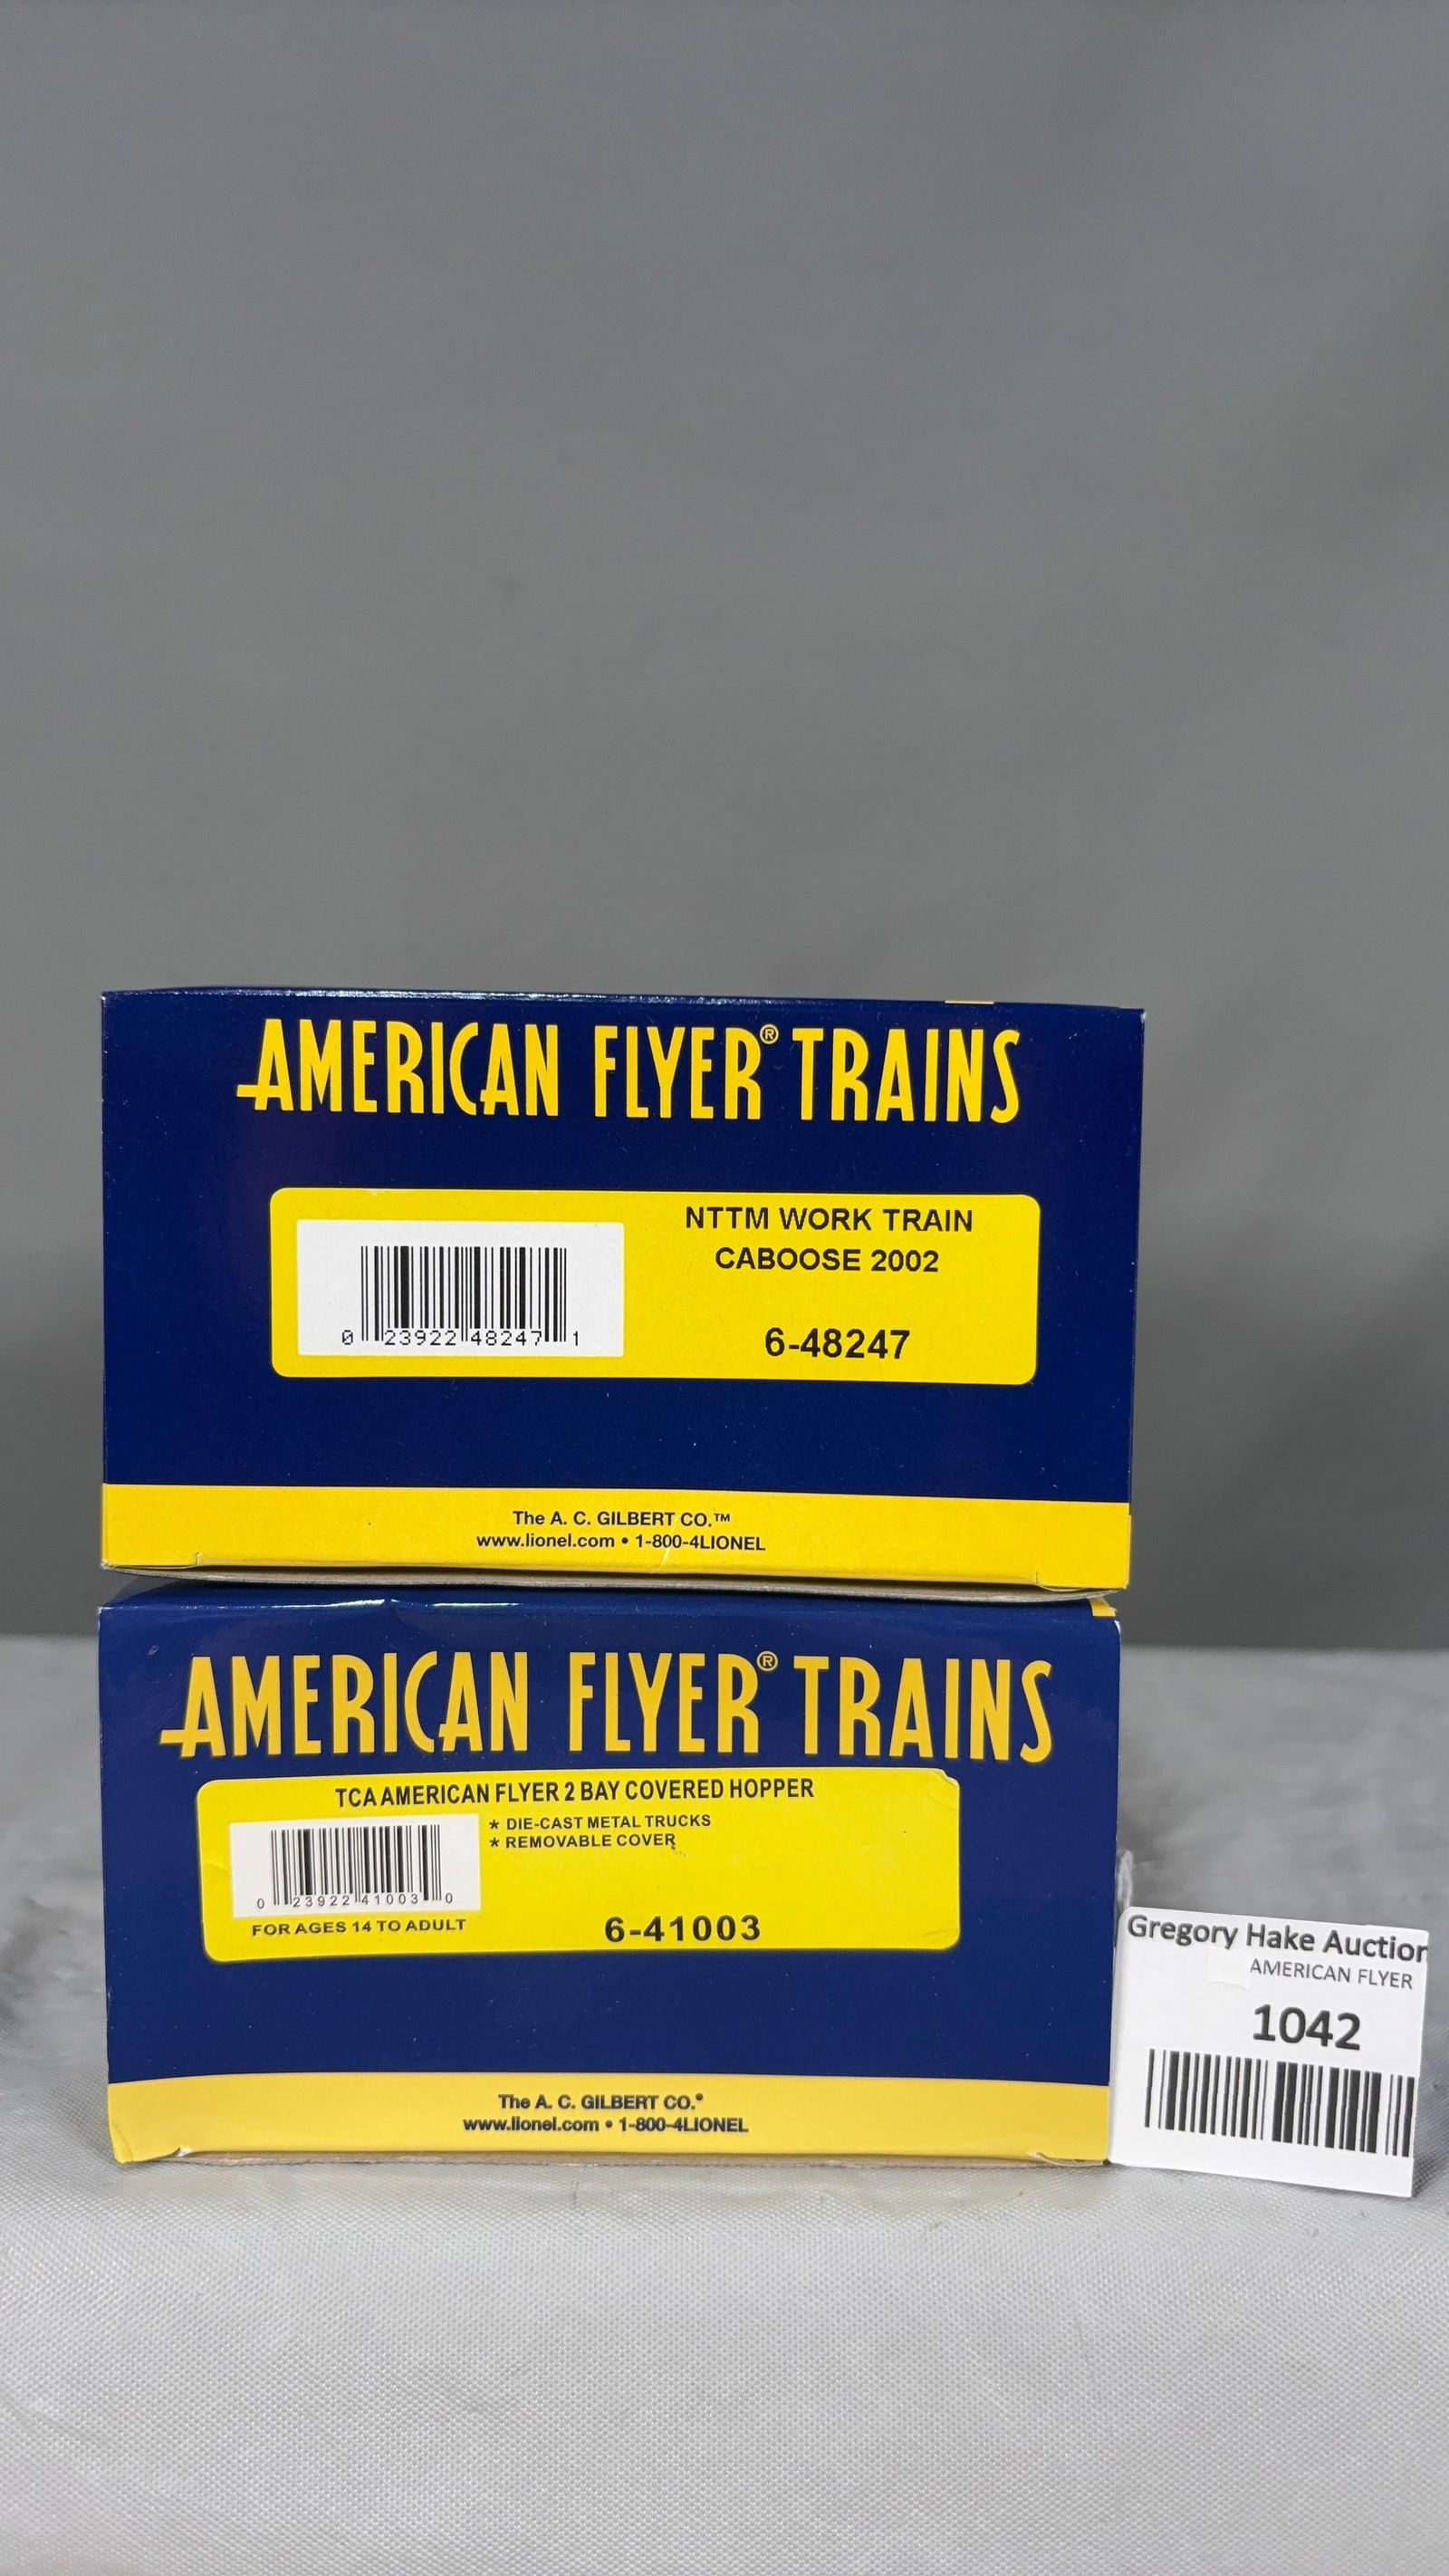 AMERICAN FLYER® TRAINS
NTTM WORK TRAIN
CABOOSE 2002
0 23922 48247 1
6-48247
The A. C. GILBERT CO.™
www.lionel.com • 1-800-4LIONEL
AMERICAN FLYER® TRAINS
TCA AMERICAN FLYER 2 BAY COVERED HOPPER
* DIE-CAST METAL TRUCKS
* REMOVABLE COVER
0 23922 41003 0
FOR AGES 14 TO ADULT
6-41003
The A. C. GILBERT CO.®
www.lionel.com • 1-800-4LIONEL
Gregory Hake Auction
AMERICAN FLYER
1042